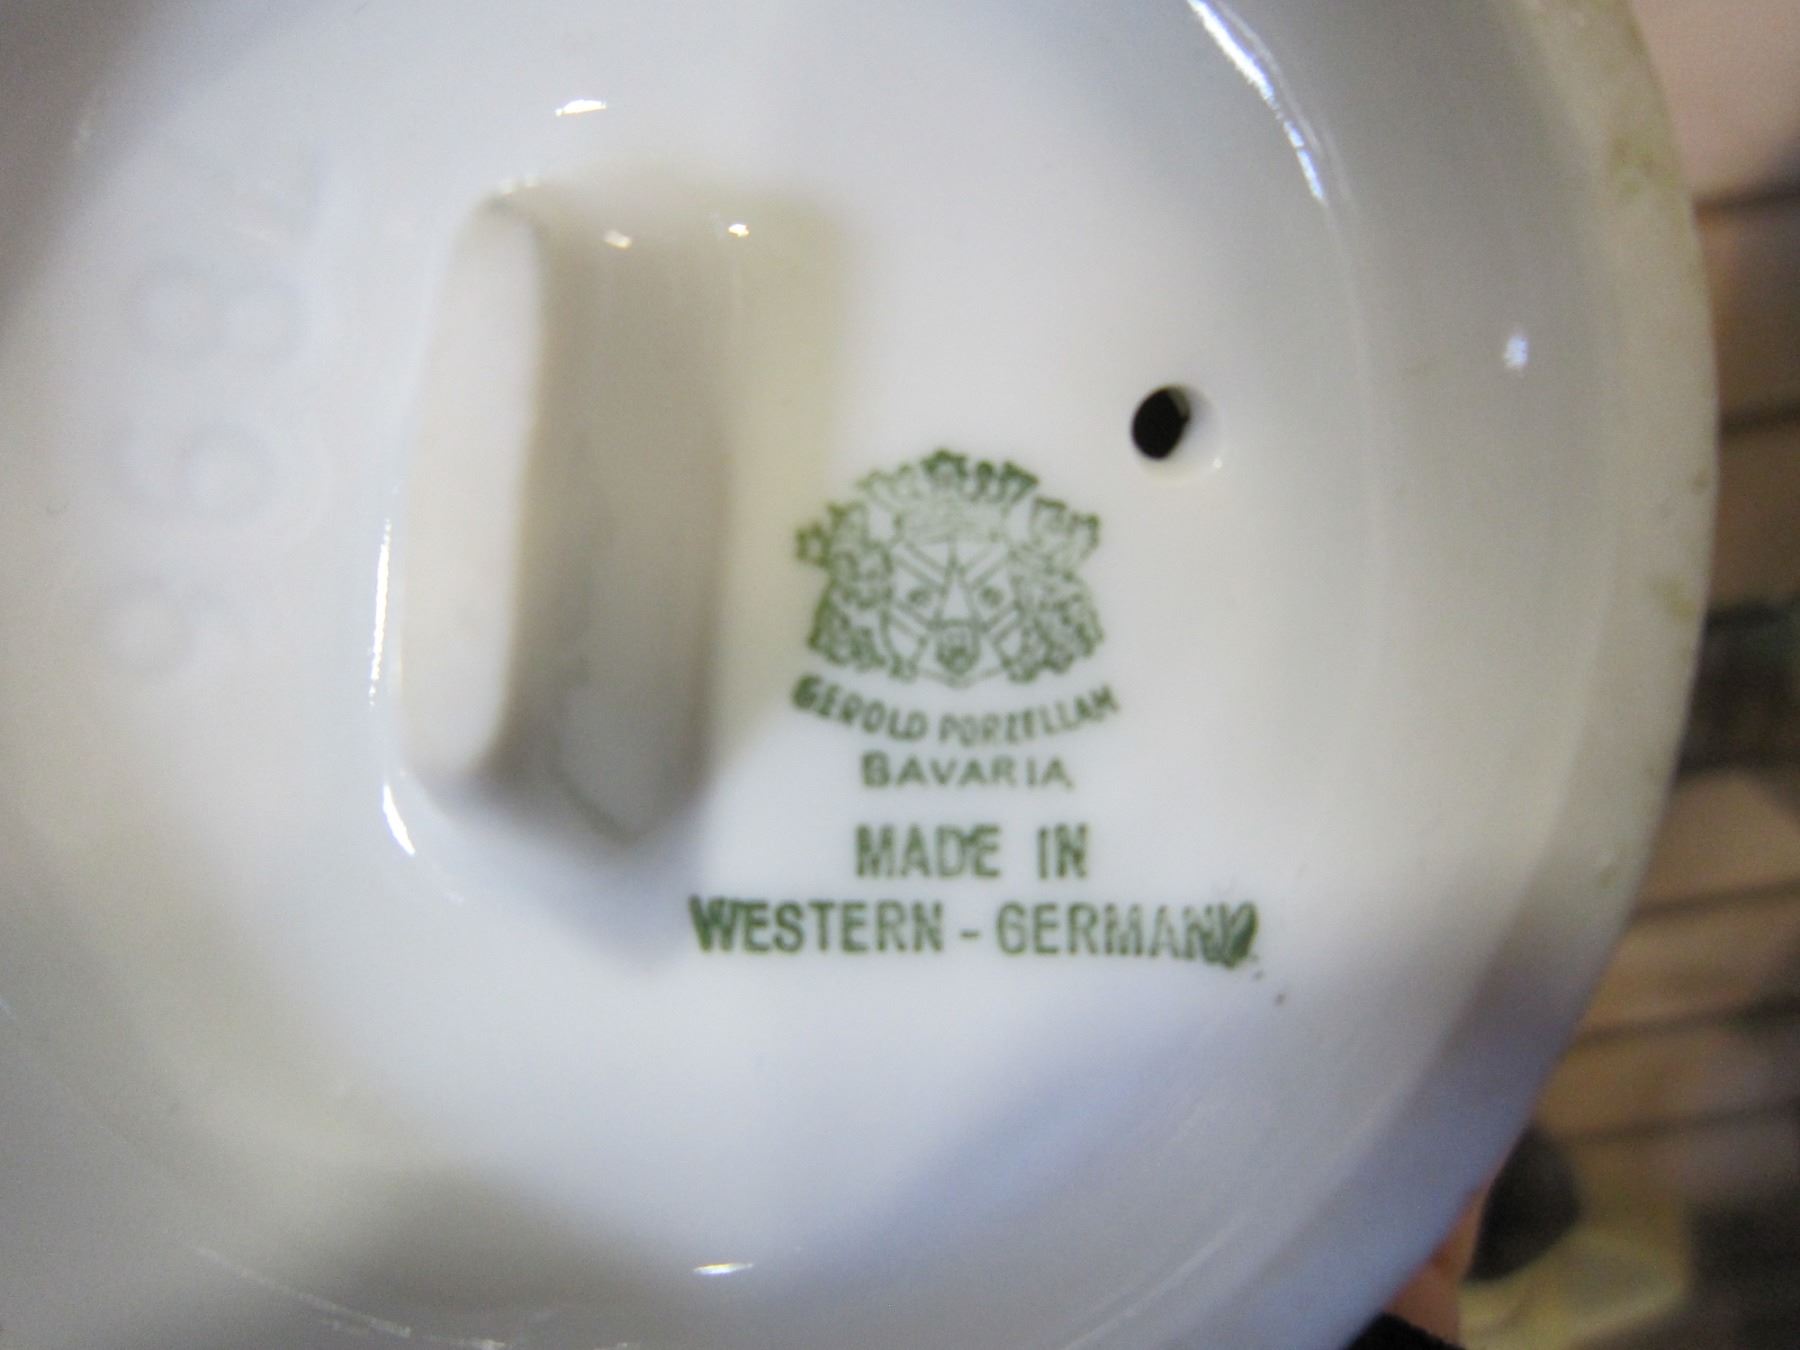 GEROLD PORZELLAN
BAVARIA
MADE IN
WESTERN - GERMANY